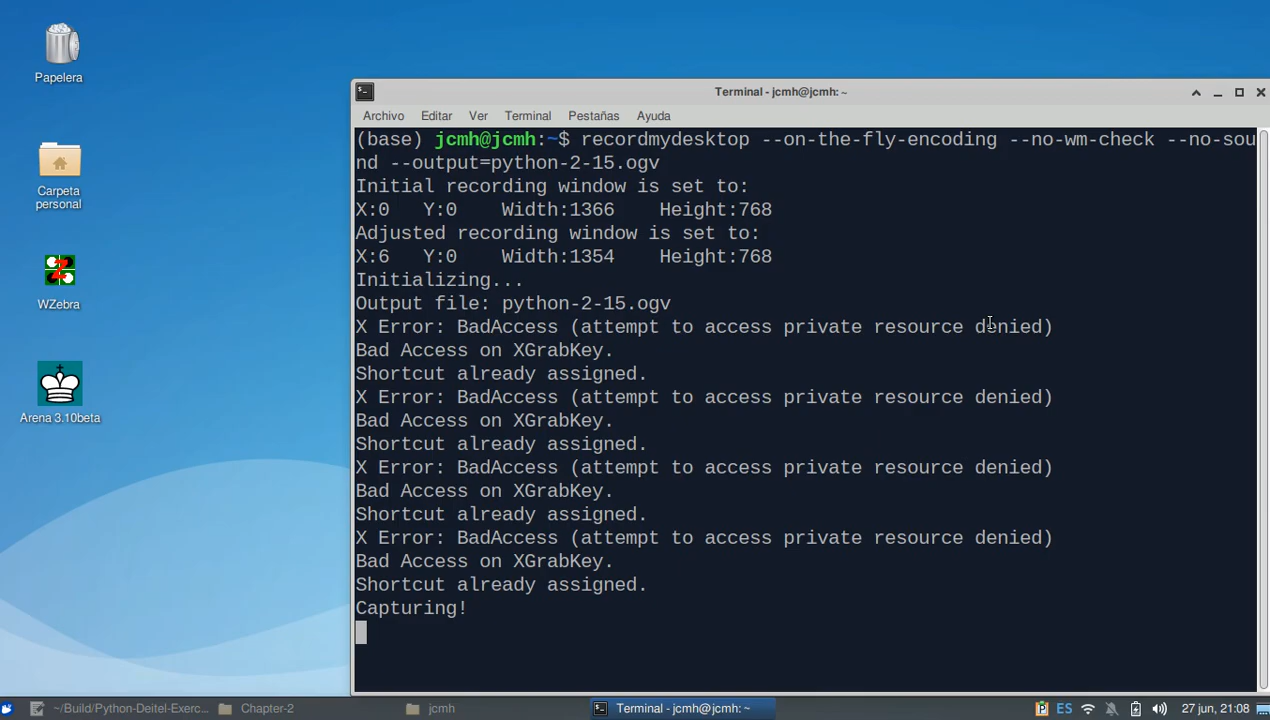 Papelera
Carpeta
personal
WZebra
Arena 3.10beta
Terminal - jcmh@jcmh: ~
Archivo Editar Ver Terminal Pestañas Ayuda
(base) jcmh@jcmh:~$ recordmydesktop --on-the-fly-encoding --no-wm-check --no-sou
nd --output=python-2-15.ogv
Initial recording window is set to:
X:0 Y:0 Width:1366 Height:768
Adjusted recording window is set to:
X:6 Y:0 Width:1354 Height:768
Initializing...
Output file: python-2-15.ogv
X Error: BadAccess (attempt to access private resource denied)
Bad Access on XGrabKey.
Shortcut already assigned.
X Error: BadAccess (attempt to access private resource denied)
Bad Access on XGrabKey.
Shortcut already assigned.
X Error: BadAccess (attempt to access private resource denied)
Bad Access on XGrabKey.
Shortcut already assigned.
X Error: BadAccess (attempt to access private resource denied)
Bad Access on XGrabKey.
Shortcut already assigned.
Capturing!
~/Build/Python-Deitel-Exerc... Chapter-2 jcmh Terminal - jcmh@jcmh: ~ ES 27 jun, 21:08